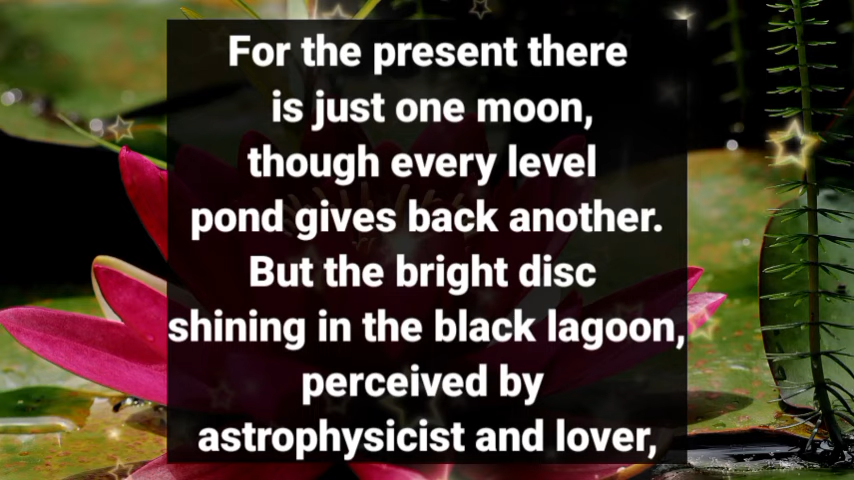 For the present there
is just one moon,
though every level
pond gives back another.
But the bright disc
shining in the black lagoon,
perceived by
astrophysicist and lover,